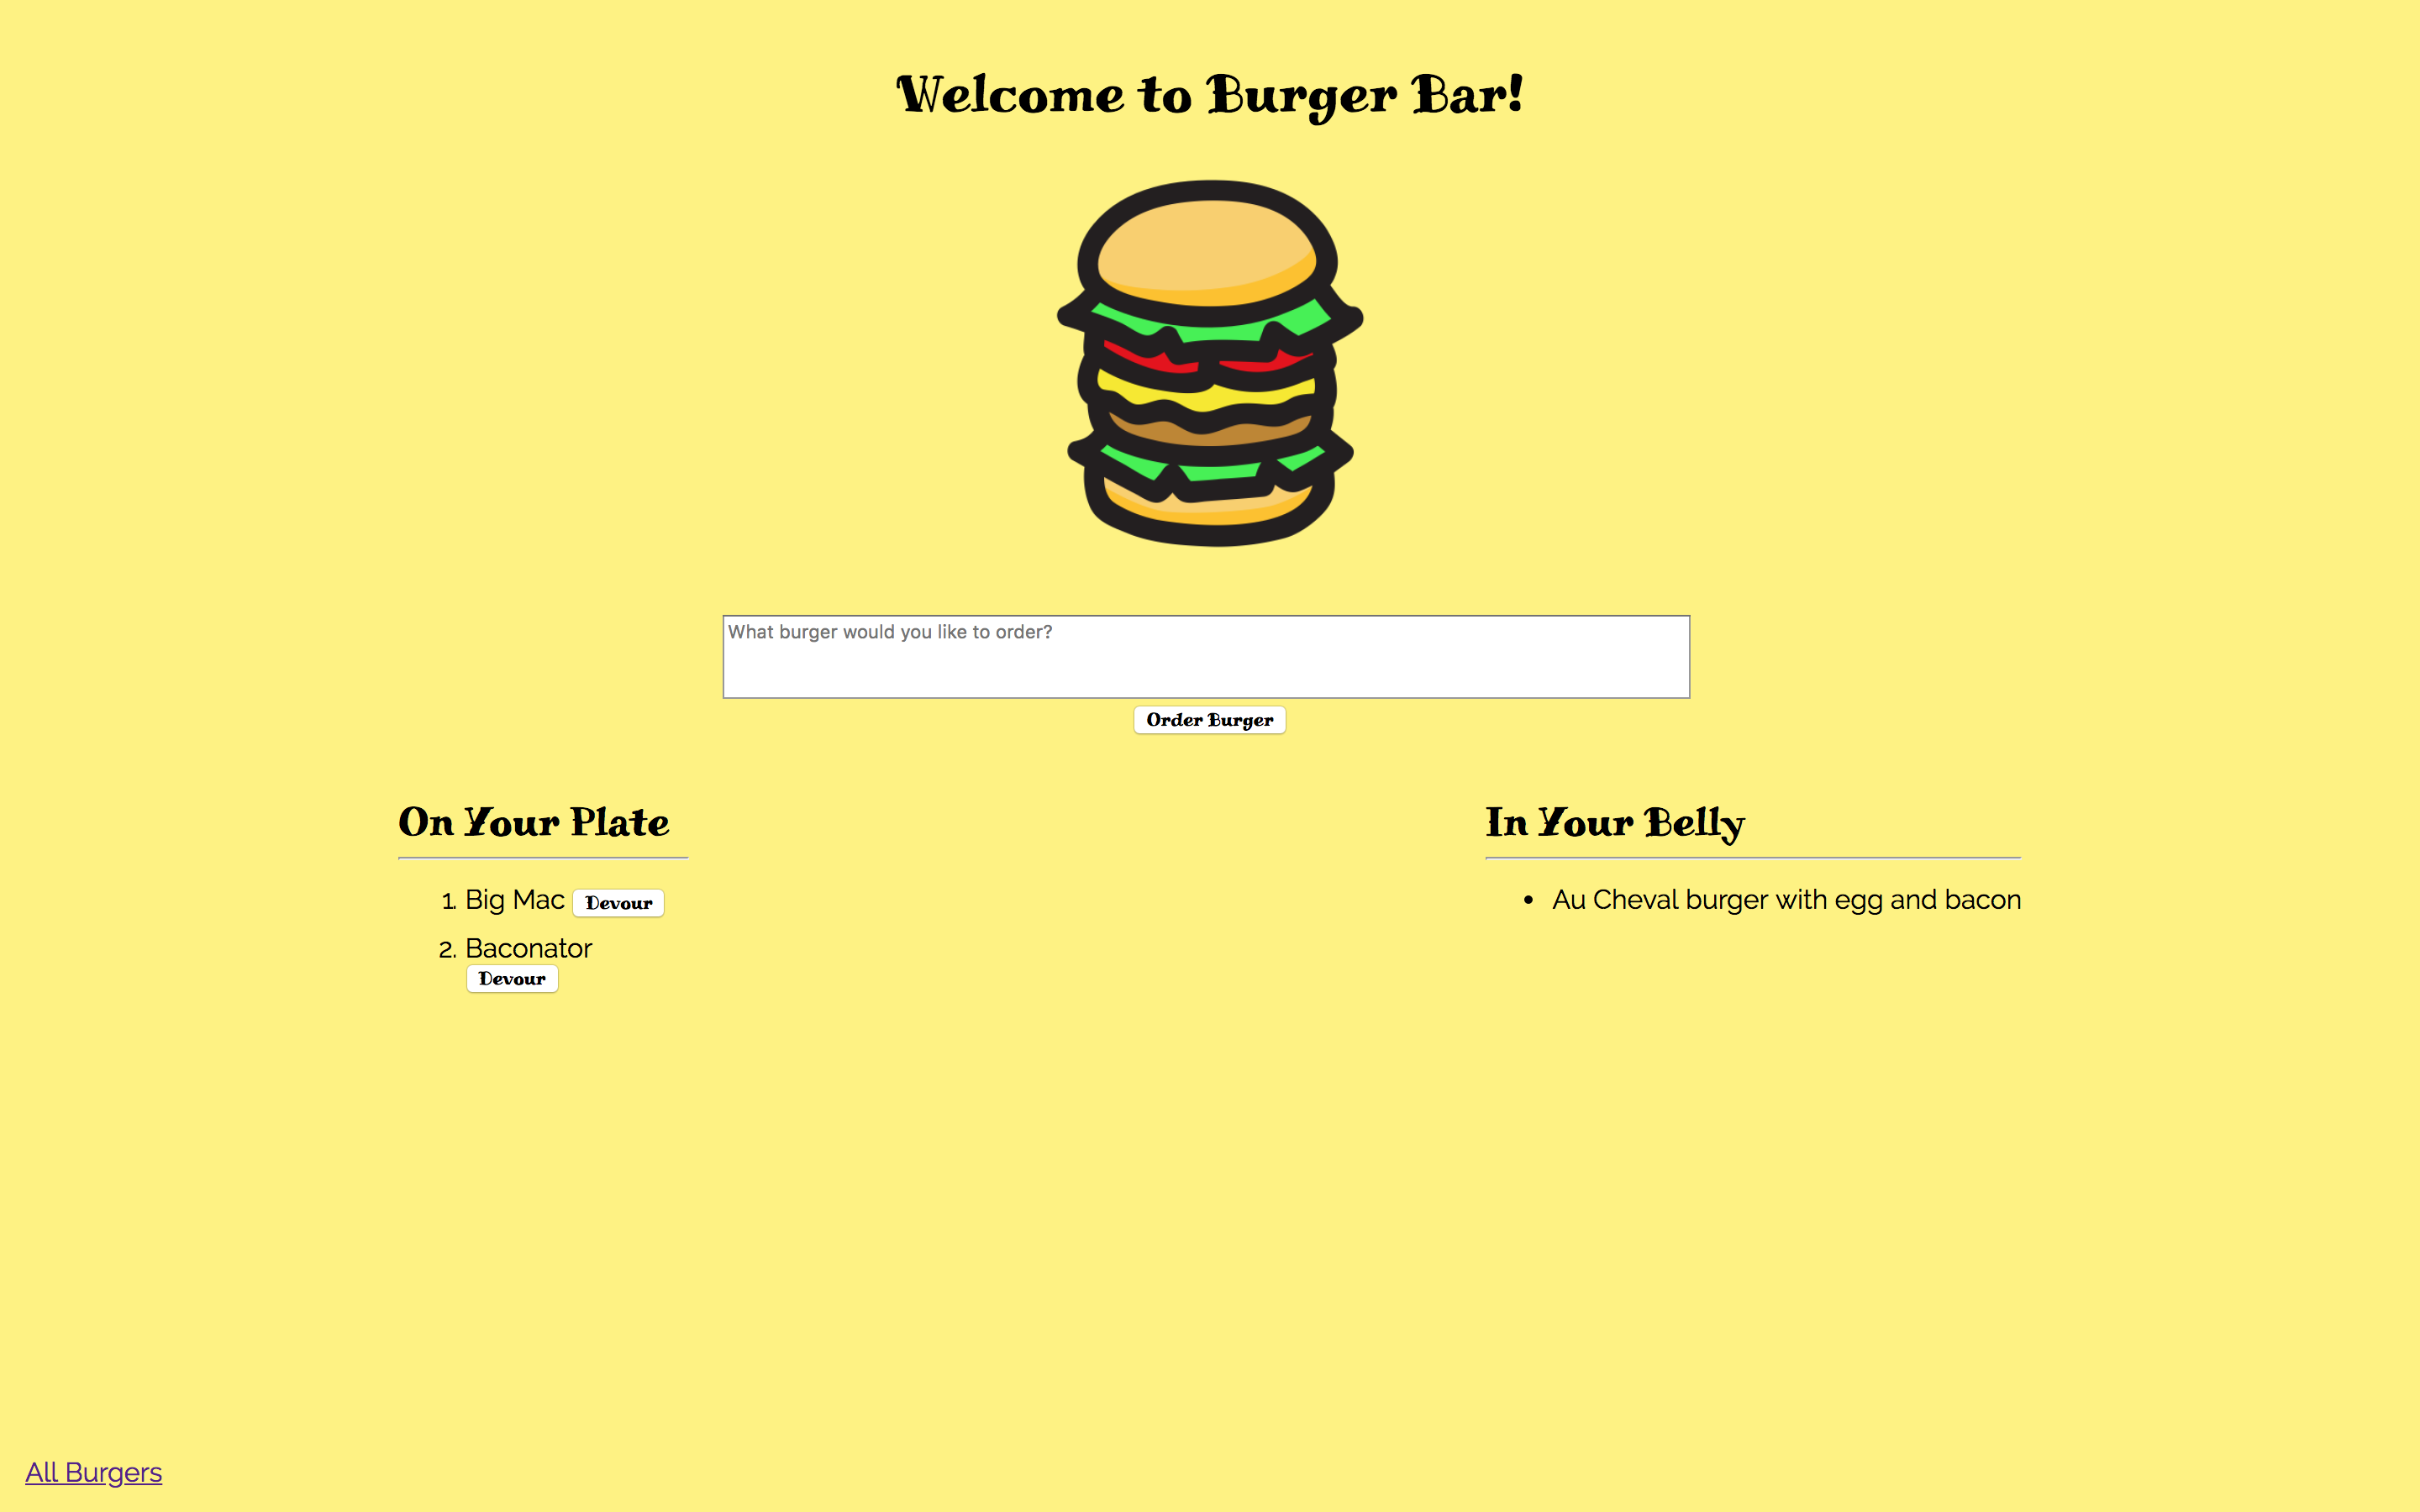 Welcome to Burger Bar!
What burger would you like to order?
Order Burger
On Your Plate
1. Big Mac Devour
2. Baconator
Devour
In Your Belly
• Au Cheval burger with egg and bacon
All Burgers